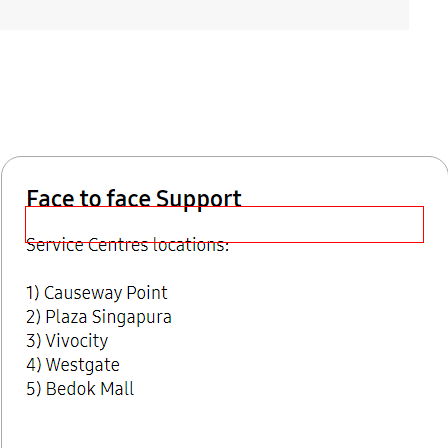 Face to face Support
Service Centres locations:
1) Causeway Point
2) Plaza Singapura
3) Vivocity
4) Westgate
5) Bedok Mall